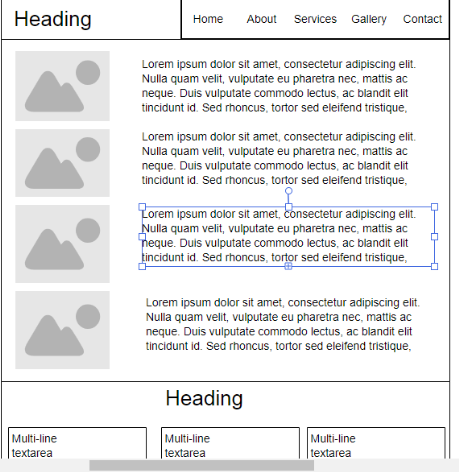 Heading
Home About Services Gallery Contact
Lorem ipsum dolor sit amet, consectetur adipiscing elit.
Nulla quam velit, vulputate eu pharetra nec, mattis ac
neque. Duis vulputate commodo lectus, ac blandit elit
tincidunt id. Sed rhoncus, tortor sed eleifend tristique,
Lorem ipsum dolor sit amet, consectetur adipiscing elit.
Nulla quam velit, vulputate eu pharetra nec, mattis ac
neque. Duis vulputate commodo lectus, ac blandit elit
tincidunt id. Sed rhoncus, tortor sed eleifend tristique,
Lorem ipsum dolor sit amet, consectetur adipiscing elit.
Nulla quam velit, vulputate eu pharetra nec, mattis ac
neque. Duis vulputate commodo lectus, ac blandit elit
tincidunt id. Sed rhoncus, tortor sed eleifend tristique,
Lorem ipsum dolor sit amet, consectetur adipiscing elit.
Nulla quam velit, vulputate eu pharetra nec, mattis ac
neque. Duis vulputate commodo lectus, ac blandit elit
tincidunt id. Sed rhoncus, tortor sed eleifend tristique,
Heading
Multi-line
textarea
Multi-line
textarea
Multi-line
textarea